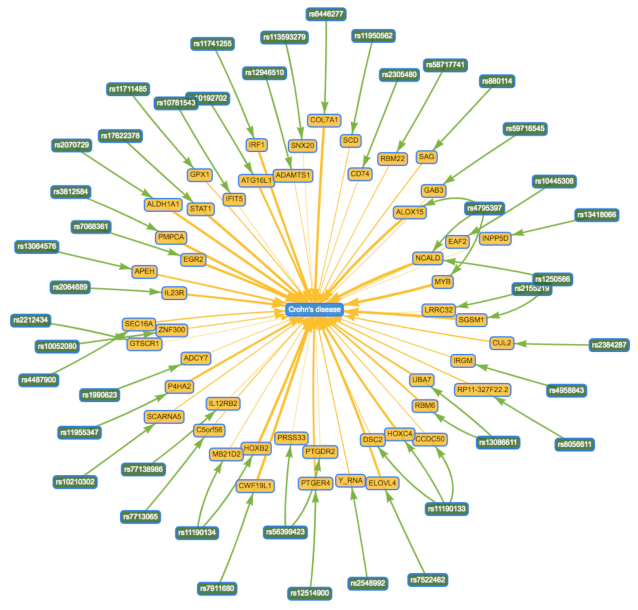 rs6446277
rs113593279
rs11950562
rs11741255
rs12946510
rs2305480
rs56717741
rs880114
rs11711485
rs10781543
rs10192702
COL7A1
rs59716545
rs17622378
IRF1
SNX20
SCD
RBM22
SAG
rs2070729
rs10445308
GPX1
ATG16L1
ADAMTS1
CD74
GAB3
rs3812584
ALDH1A1
STAT1
IFIT5
ALOX15
rs4795397
rs13418066
rs7068361
PMPCA
EAF2
INPP5D
rs13064576
EGR2
NCALD
APEH
MYB
rs1250566
rs2064689
IL23R
rs2155219
Crohn's disease
LRRC32
SGSM1
rs2212434
SEC16A
ZNF300
rs10052080
GTSCR1
CUL2
rs2384287
ADCY7
IRGM
rs4487900
rs1990623
P4HA2
UBA7
RP11-327F22.2
rs4958843
IL12RB2
RBM6
rs8056611
rs11955347
SCARNA5
C5orf56
PRSS33
HOXC4
rs13086611
HOXB2
DSC2
CCDC50
rs77138986
MB21D2
PTGDR2
rs10210302
CWF19L1
PTGER4
Y_RNA
ELOVL4
rs7713065
rs11190133
rs11190134
rs56399423
rs7522462
rs7911680
rs12514900
rs2548992